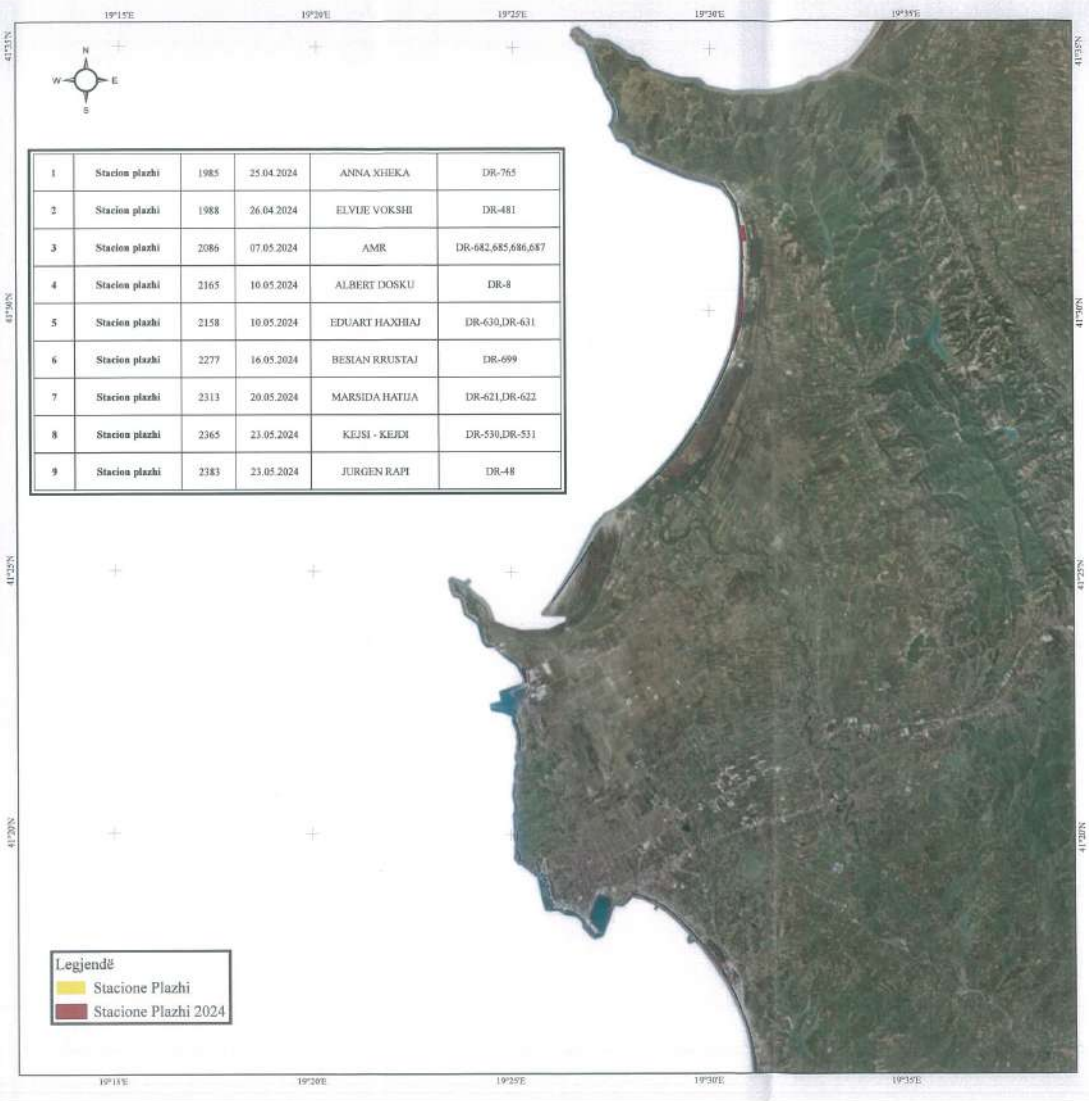 19°15'E 19°20'E 19°25'E 19°30'E 19°35'E
41°35'N 41°35'N
N
W E
S
1 Stacion plazhi 1985 25.04.2024 ANNA XHEKA DR-765
2 Stacion plazhi 1988 26.04.2024 ELVIJE VOKSHI DR-481
3 Stacion plazhi 2086 07.05.2024 AMR DR-682,685,686,687
4 Stacion plazhi 2165 10.05.2024 ALBERT DOSKU DR-8
5 Stacion plazhi 2158 10.05.2024 EDUART HAXHIAJ DR-630,DR-631
6 Stacion plazhi 2277 16.05.2024 BESIAN RRUSTAJ DR-699
7 Stacion plazhi 2313 20.05.2024 MARSIDA HATIJA DR-621,DR-622
8 Stacion plazhi 2365 23.05.2024 KEJSI - KEJDI DR-530,DR-531
9 Stacion plazhi 2383 23.05.2024 JURGEN RAPI DR-48
41°30'N 41°30'N
41°25'N 41°25'N
41°20'N 41°20'N
Legjendë
Stacione Plazhi
Stacione Plazhi 2024
19°15'E 19°20'E 19°25'E 19°30'E 19°35'E